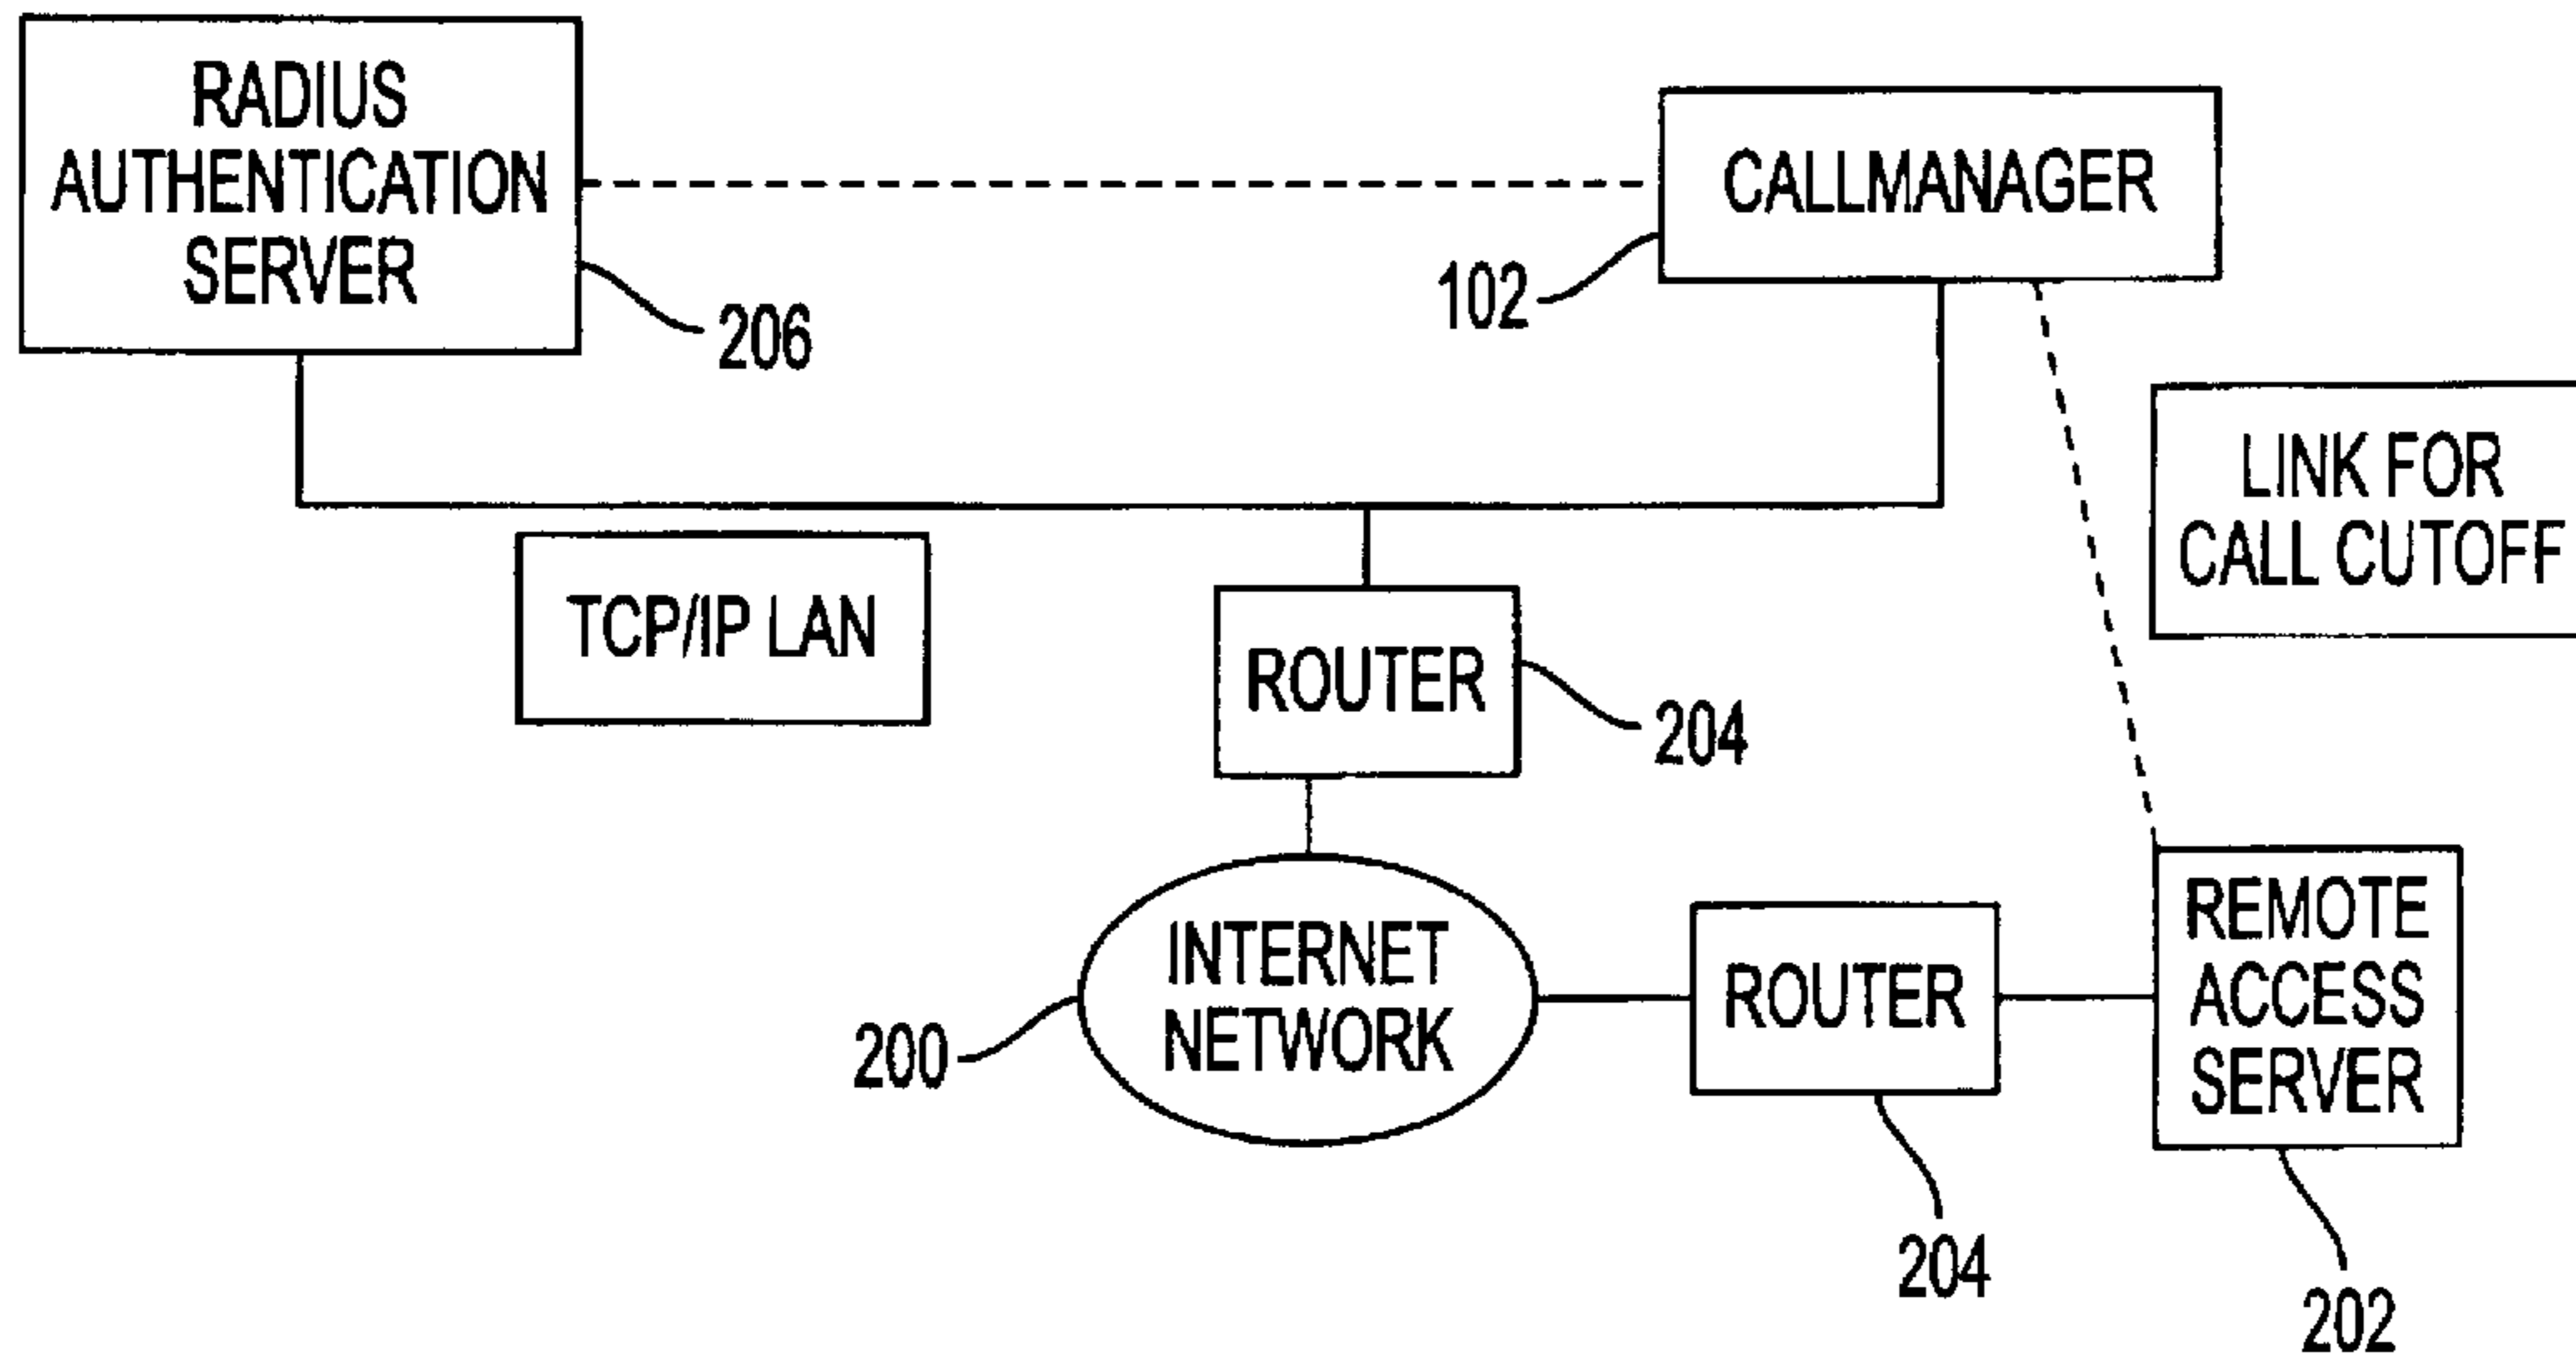 RADIUS
AUTHENTICATION
SERVER
206
CALLMANAGER
102
LINK FOR
CALL CUTOFF
TCP/IP LAN
ROUTER
204
INTERNET
NETWORK
200
ROUTER
204
REMOTE
ACCESS
SERVER
202